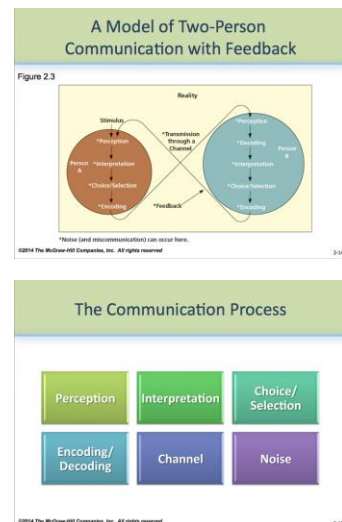 A Model of Two-Person
Communication with Feedback
Figure 2.3
Reality
Stimulus
*Perception
*Transmission
through a
Channel
*Perception
*Decoding
Person
A
*Interpretation
*Interpretation
Person
B
*Choice/Selection
*Choice/Selection
*Encoding
*Feedback
*Encoding
*Noise (and miscommunication) can occur here.
©2014 The McGraw-Hill Companies, Inc. All rights reserved
The Communication Process
Perception
Interpretation
Choice/
Selection
Encoding/
Decoding
Channel
Noise
©2014 The McGraw-Hill Companies, Inc. All rights reserved